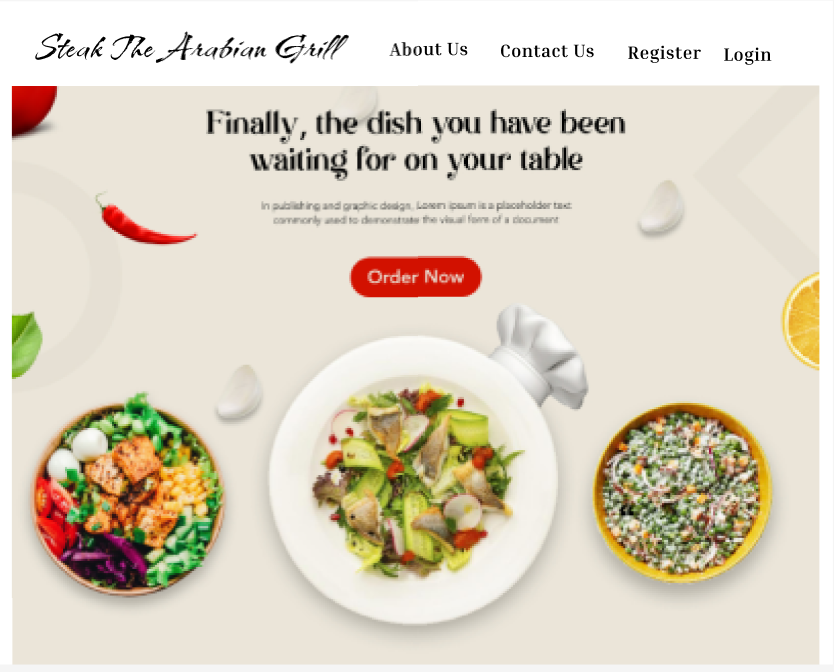 Steak The Arabian Grill
About Us
Contact Us
Register
Login
Finally, the dish you have been
waiting for on your table
In publishing and graphic design, Lorem ipsum is a placeholder text
commonly used to demonstrate the visual form of a document
Order Now